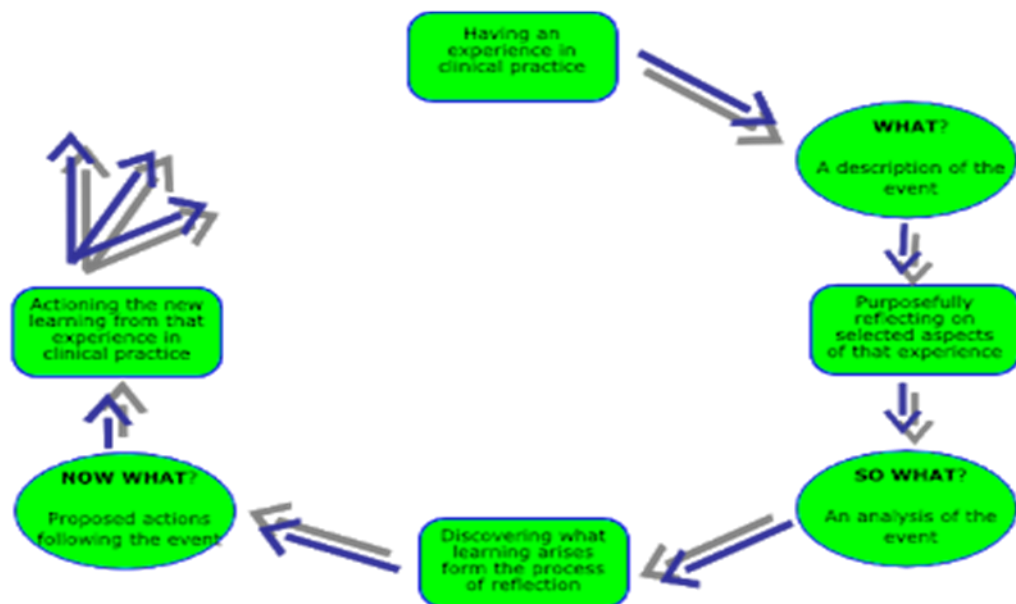 Having an
experience in
clinical practice
WHAT?
A description of the
event
Purposefully
reflecting on
selected aspects
of that experience
SO WHAT?
An analysis of the
event
Discovering what
learning arises
form the process
of reflection
NOW WHAT?
Proposed actions
following the event
Actioning the new
learning from that
experience in
clinical practice